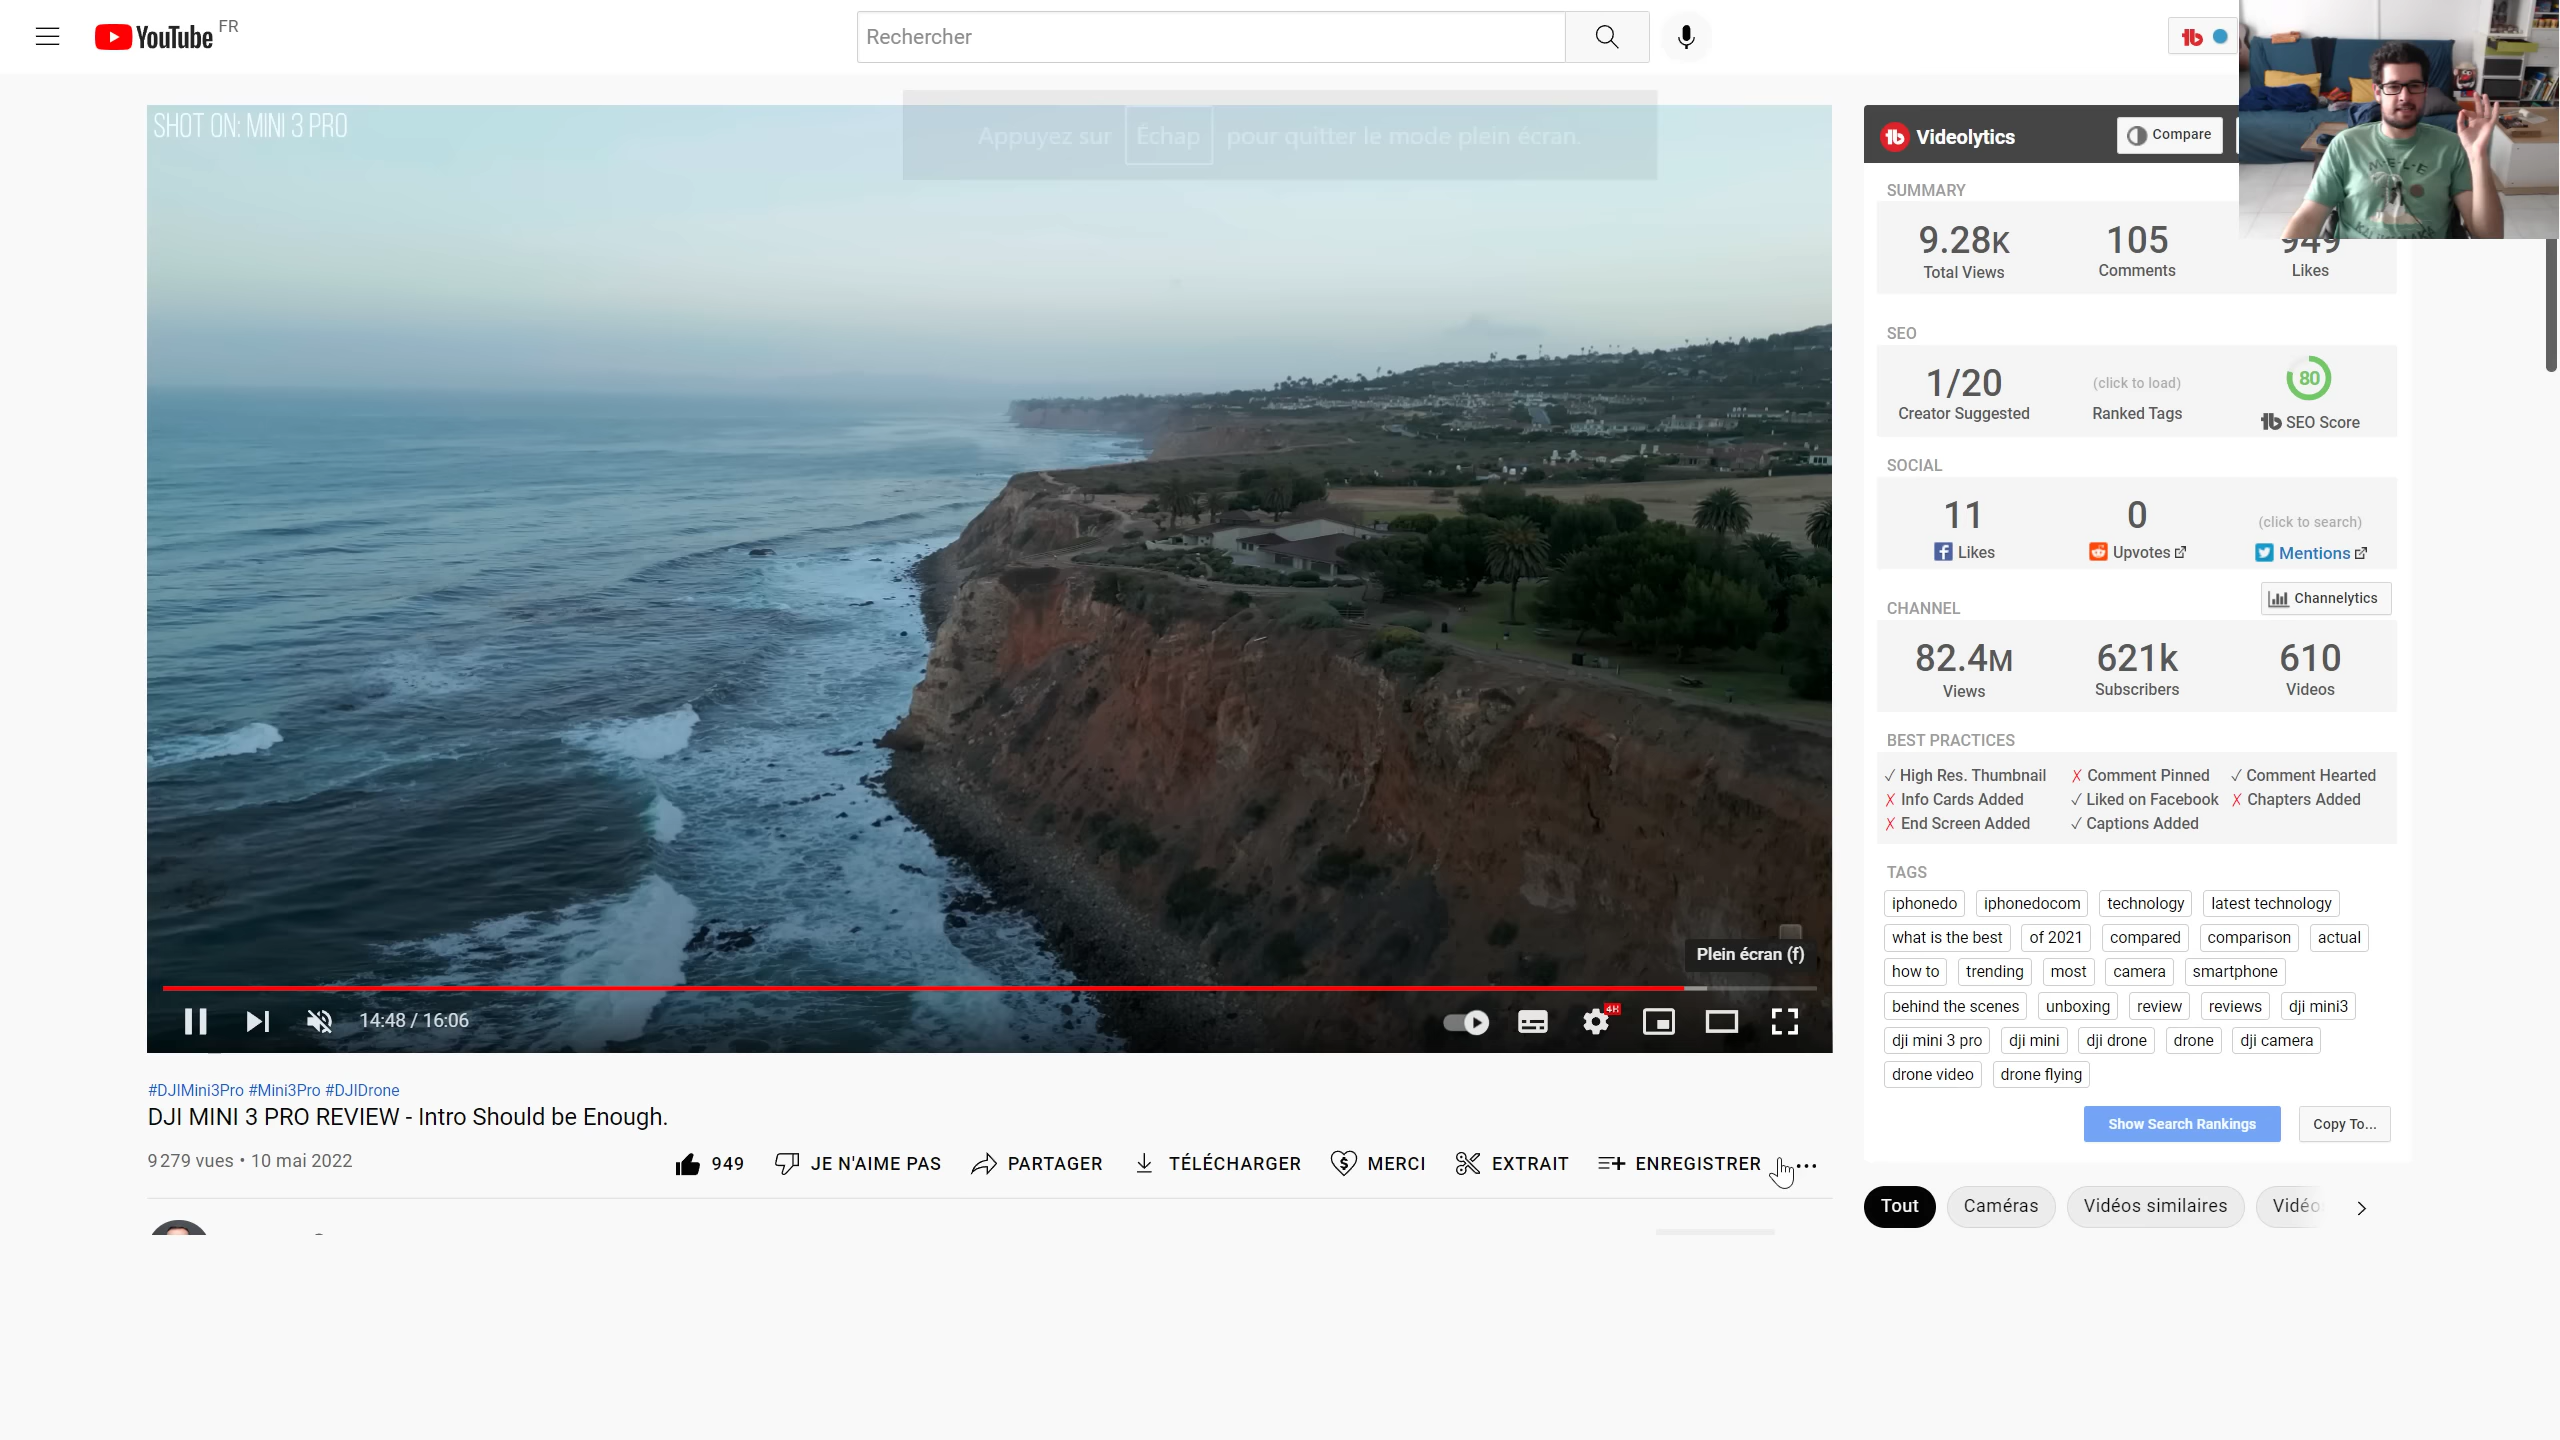 YouTube FR
Rechercher
SHOT ON: MINI 3 PRO
Appuyez sur Échap pour quitter le mode plein écran.
Plein écran (f)
14:48 / 16:06
#DJIMini3Pro #Mini3Pro #DJIDrone
DJI MINI 3 PRO REVIEW - Intro Should be Enough.
9 279 vues • 10 mai 2022
949 JE N'AIME PAS PARTAGER TÉLÉCHARGER MERCI EXTRAIT ENREGISTRER
Videolytics Compare
SUMMARY
9.28K 105 949
Total Views Comments Likes
SEO
1/20 (click to load) 80
Creator Suggested Ranked Tags SEO Score
SOCIAL
11 0 (click to search)
Likes Upvotes Mentions
CHANNEL Channelytics
82.4M 621k 610
Views Subscribers Videos
BEST PRACTICES
✓ High Res. Thumbnail ✗ Comment Pinned ✓ Comment Hearted
✗ Info Cards Added ✓ Liked on Facebook ✗ Chapters Added
✗ End Screen Added ✓ Captions Added
TAGS
iphonedo iphonedocom technology latest technology
what is the best of 2021 compared comparison actual
how to trending most camera smartphone
behind the scenes unboxing review reviews dji mini3
dji mini 3 pro dji mini dji drone drone dji camera
drone video drone flying
Show Search Rankings Copy To...
Tout Caméras Vidéos similaires Vidéo